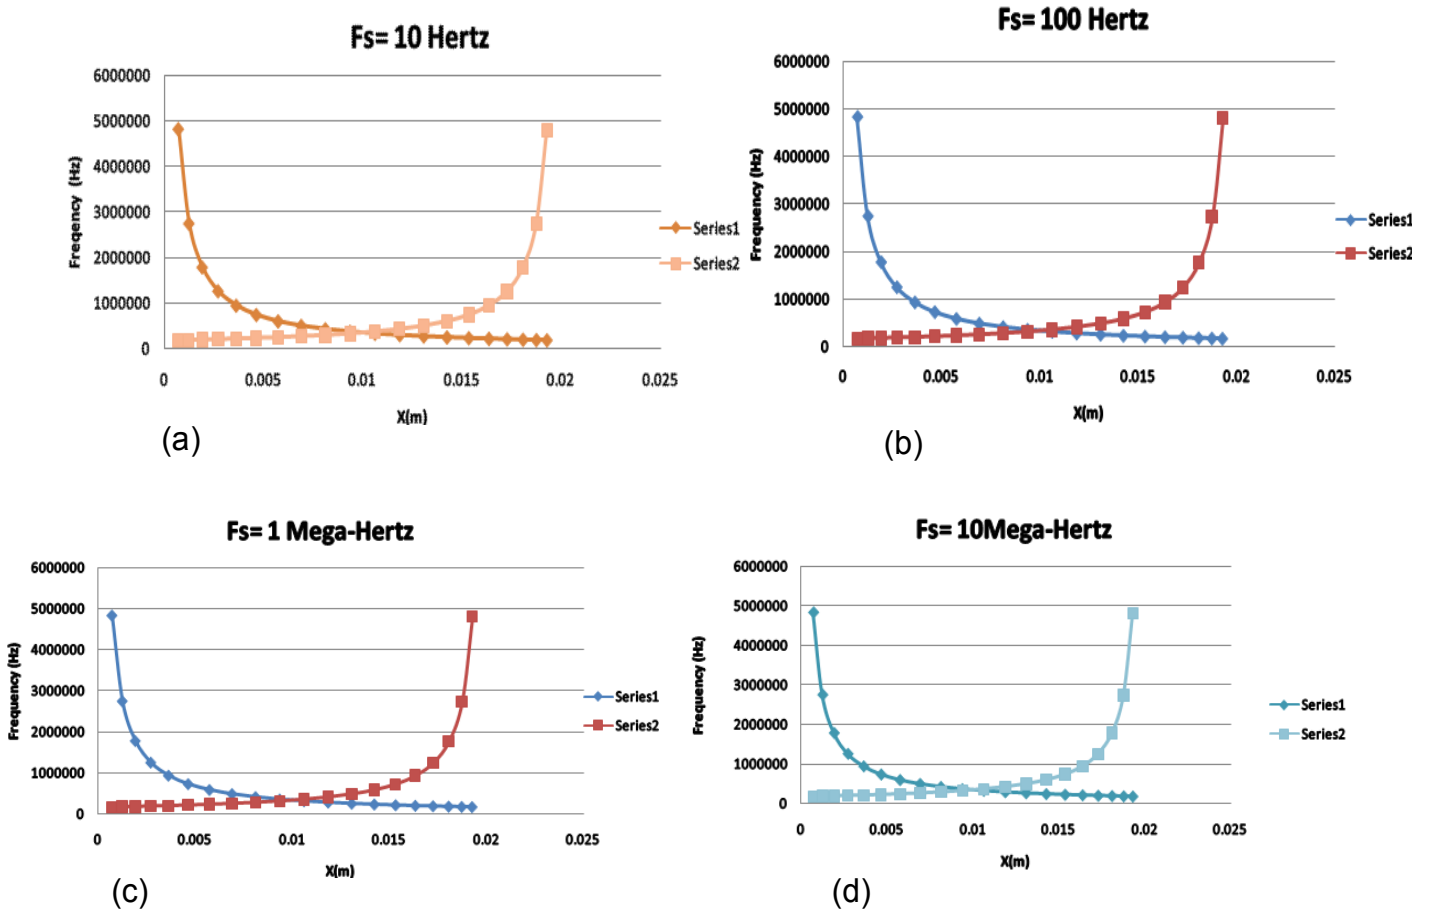 Fs= 10 Hertz
6000000
5000000
4000000
3000000
2000000
1000000
0
Freqency (Hz)
0 0.005 0.01 0.015 0.02 0.025
X(m)
Series1
Series2
(a)
Fs= 100 Hertz
6000000
5000000
4000000
3000000
2000000
1000000
0
Frequency (Hz)
0 0.005 0.01 0.015 0.02 0.025
X(m)
Series1
Series2
(b)
Fs= 1 Mega-Hertz
6000000
5000000
4000000
3000000
2000000
1000000
0
Frequency (Hz)
0 0.005 0.01 0.015 0.02 0.025
X(m)
Series1
Series2
(c)
Fs= 10Mega-Hertz
6000000
5000000
4000000
3000000
2000000
1000000
0
Frequency (Hz)
0 0.005 0.01 0.015 0.02 0.025
X(m)
Series1
Series2
(d)